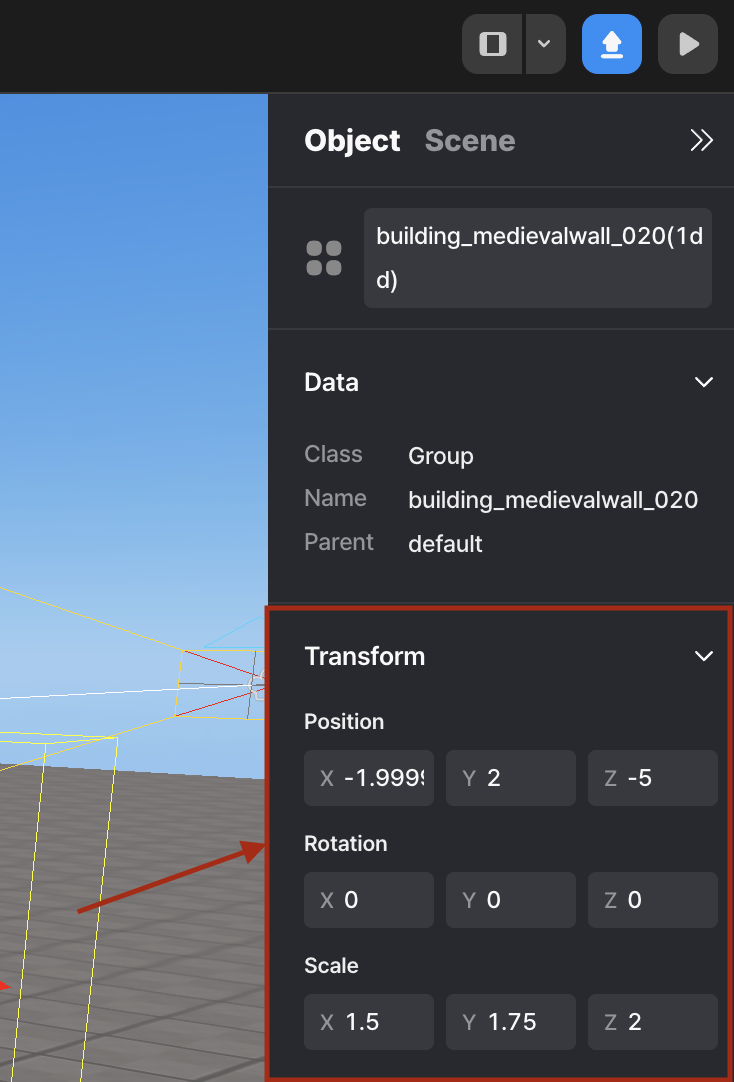 Object Scene
building_medievalwall_020(1d
d)
Data
Class Group
Name building_medievalwall_020
Parent default
Transform
Position
X -1.999 Y 2 Z -5
Rotation
X 0 Y 0 Z 0
Scale
X 1.5 Y 1.75 Z 2